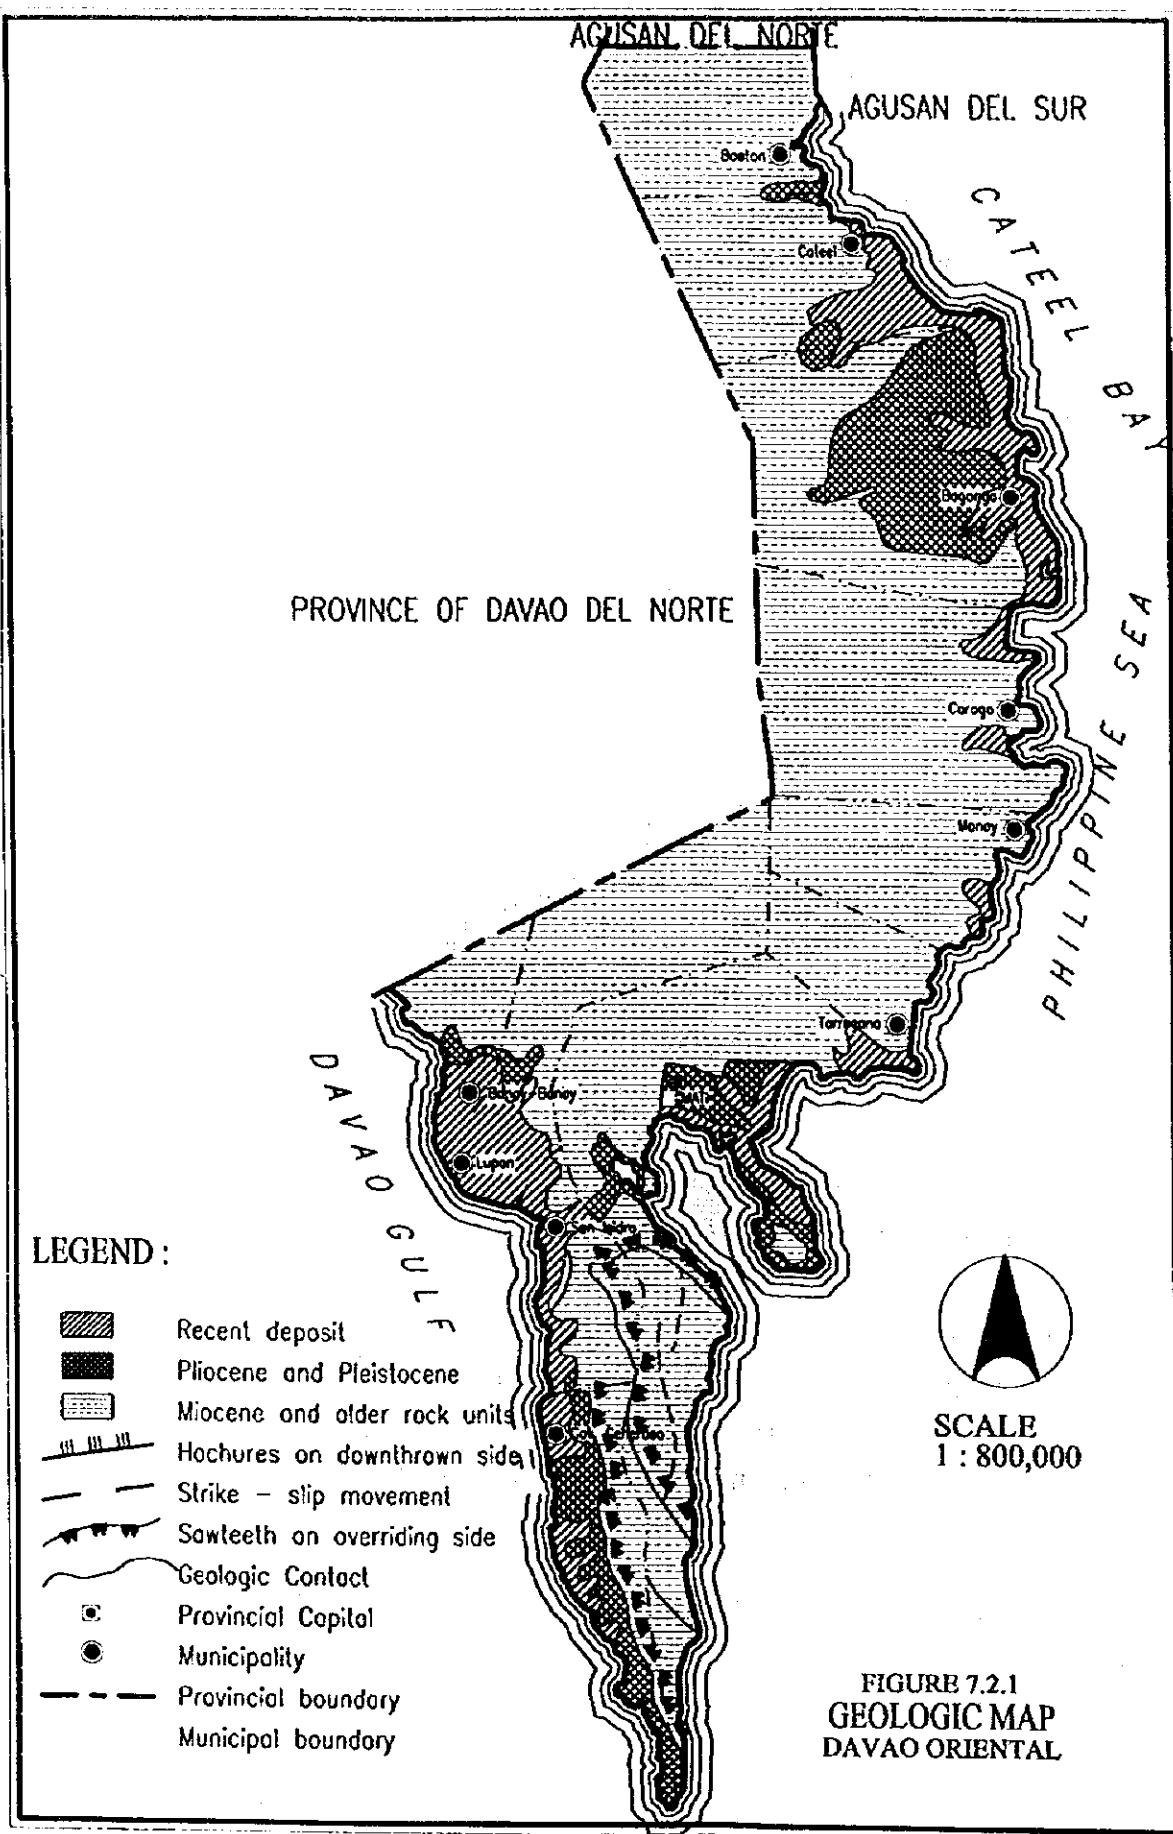 AGUSAN DEL NORTE
AGUSAN DEL SUR
Boston
Cateel
CATEEL BAY
Baganga
PROVINCE OF DAVAO DEL NORTE
PHILIPPINE SEA
Caraga
Manay
Tarragona
DAVAO GULF
MATI
Banay-Banay
Lupon
San Isidro
LEGEND :
Recent deposit
Pliocene and Pleistocene
Miocene and older rock units
Hachures on downthrown side
Strike - slip movement
Sawteeth on overriding side
Geologic Contact
Provincial Capital
Municipality
Provincial boundary
Municipal boundary
SCALE
1 : 800,000
FIGURE 7.2.1
GEOLOGIC MAP
DAVAO ORIENTAL